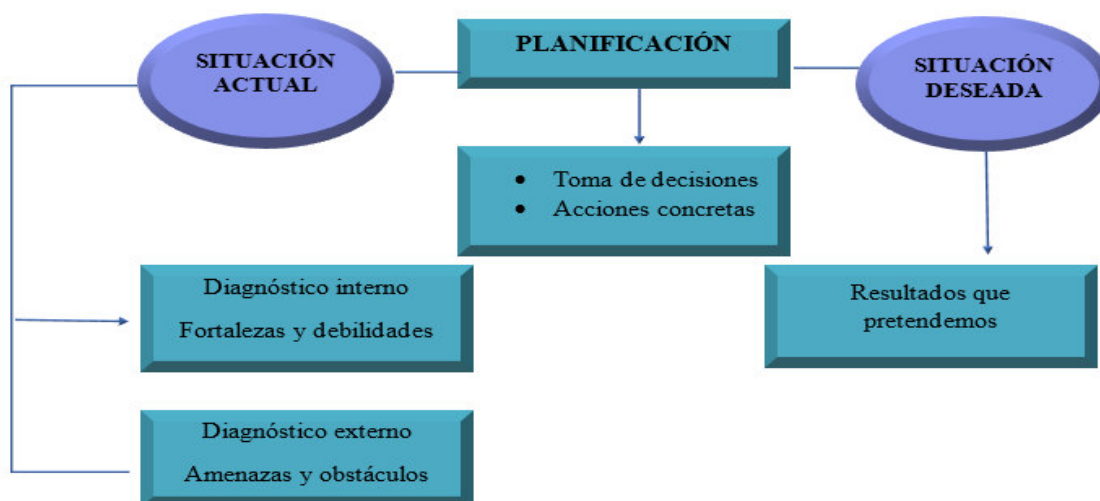 SITUACIÓN
ACTUAL
PLANIFICACIÓN
SITUACIÓN
DESEADA
• Toma de decisiones
• Acciones concretas
Diagnóstico interno
Fortalezas y debilidades
Resultados que
pretendemos
Diagnóstico externo
Amenazas y obstáculos